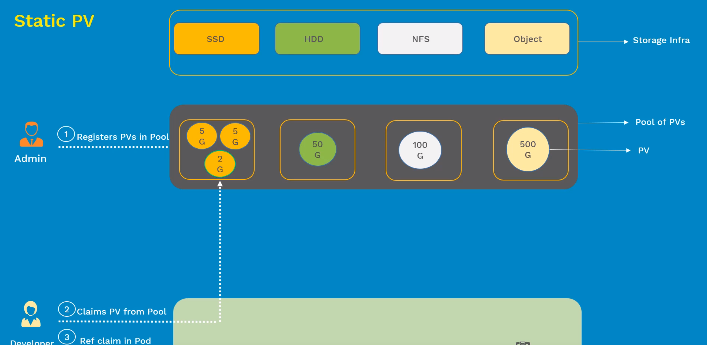 Static PV
SSD
HDD
NFS
Object
Storage Infra
1
Registers PVs in Pool
Admin
5
G
5
G
2
G
50
G
100
G
500
G
Pool of PVs
PV
2
Claims PV from Pool
3
Ref claim in Pod
Developer